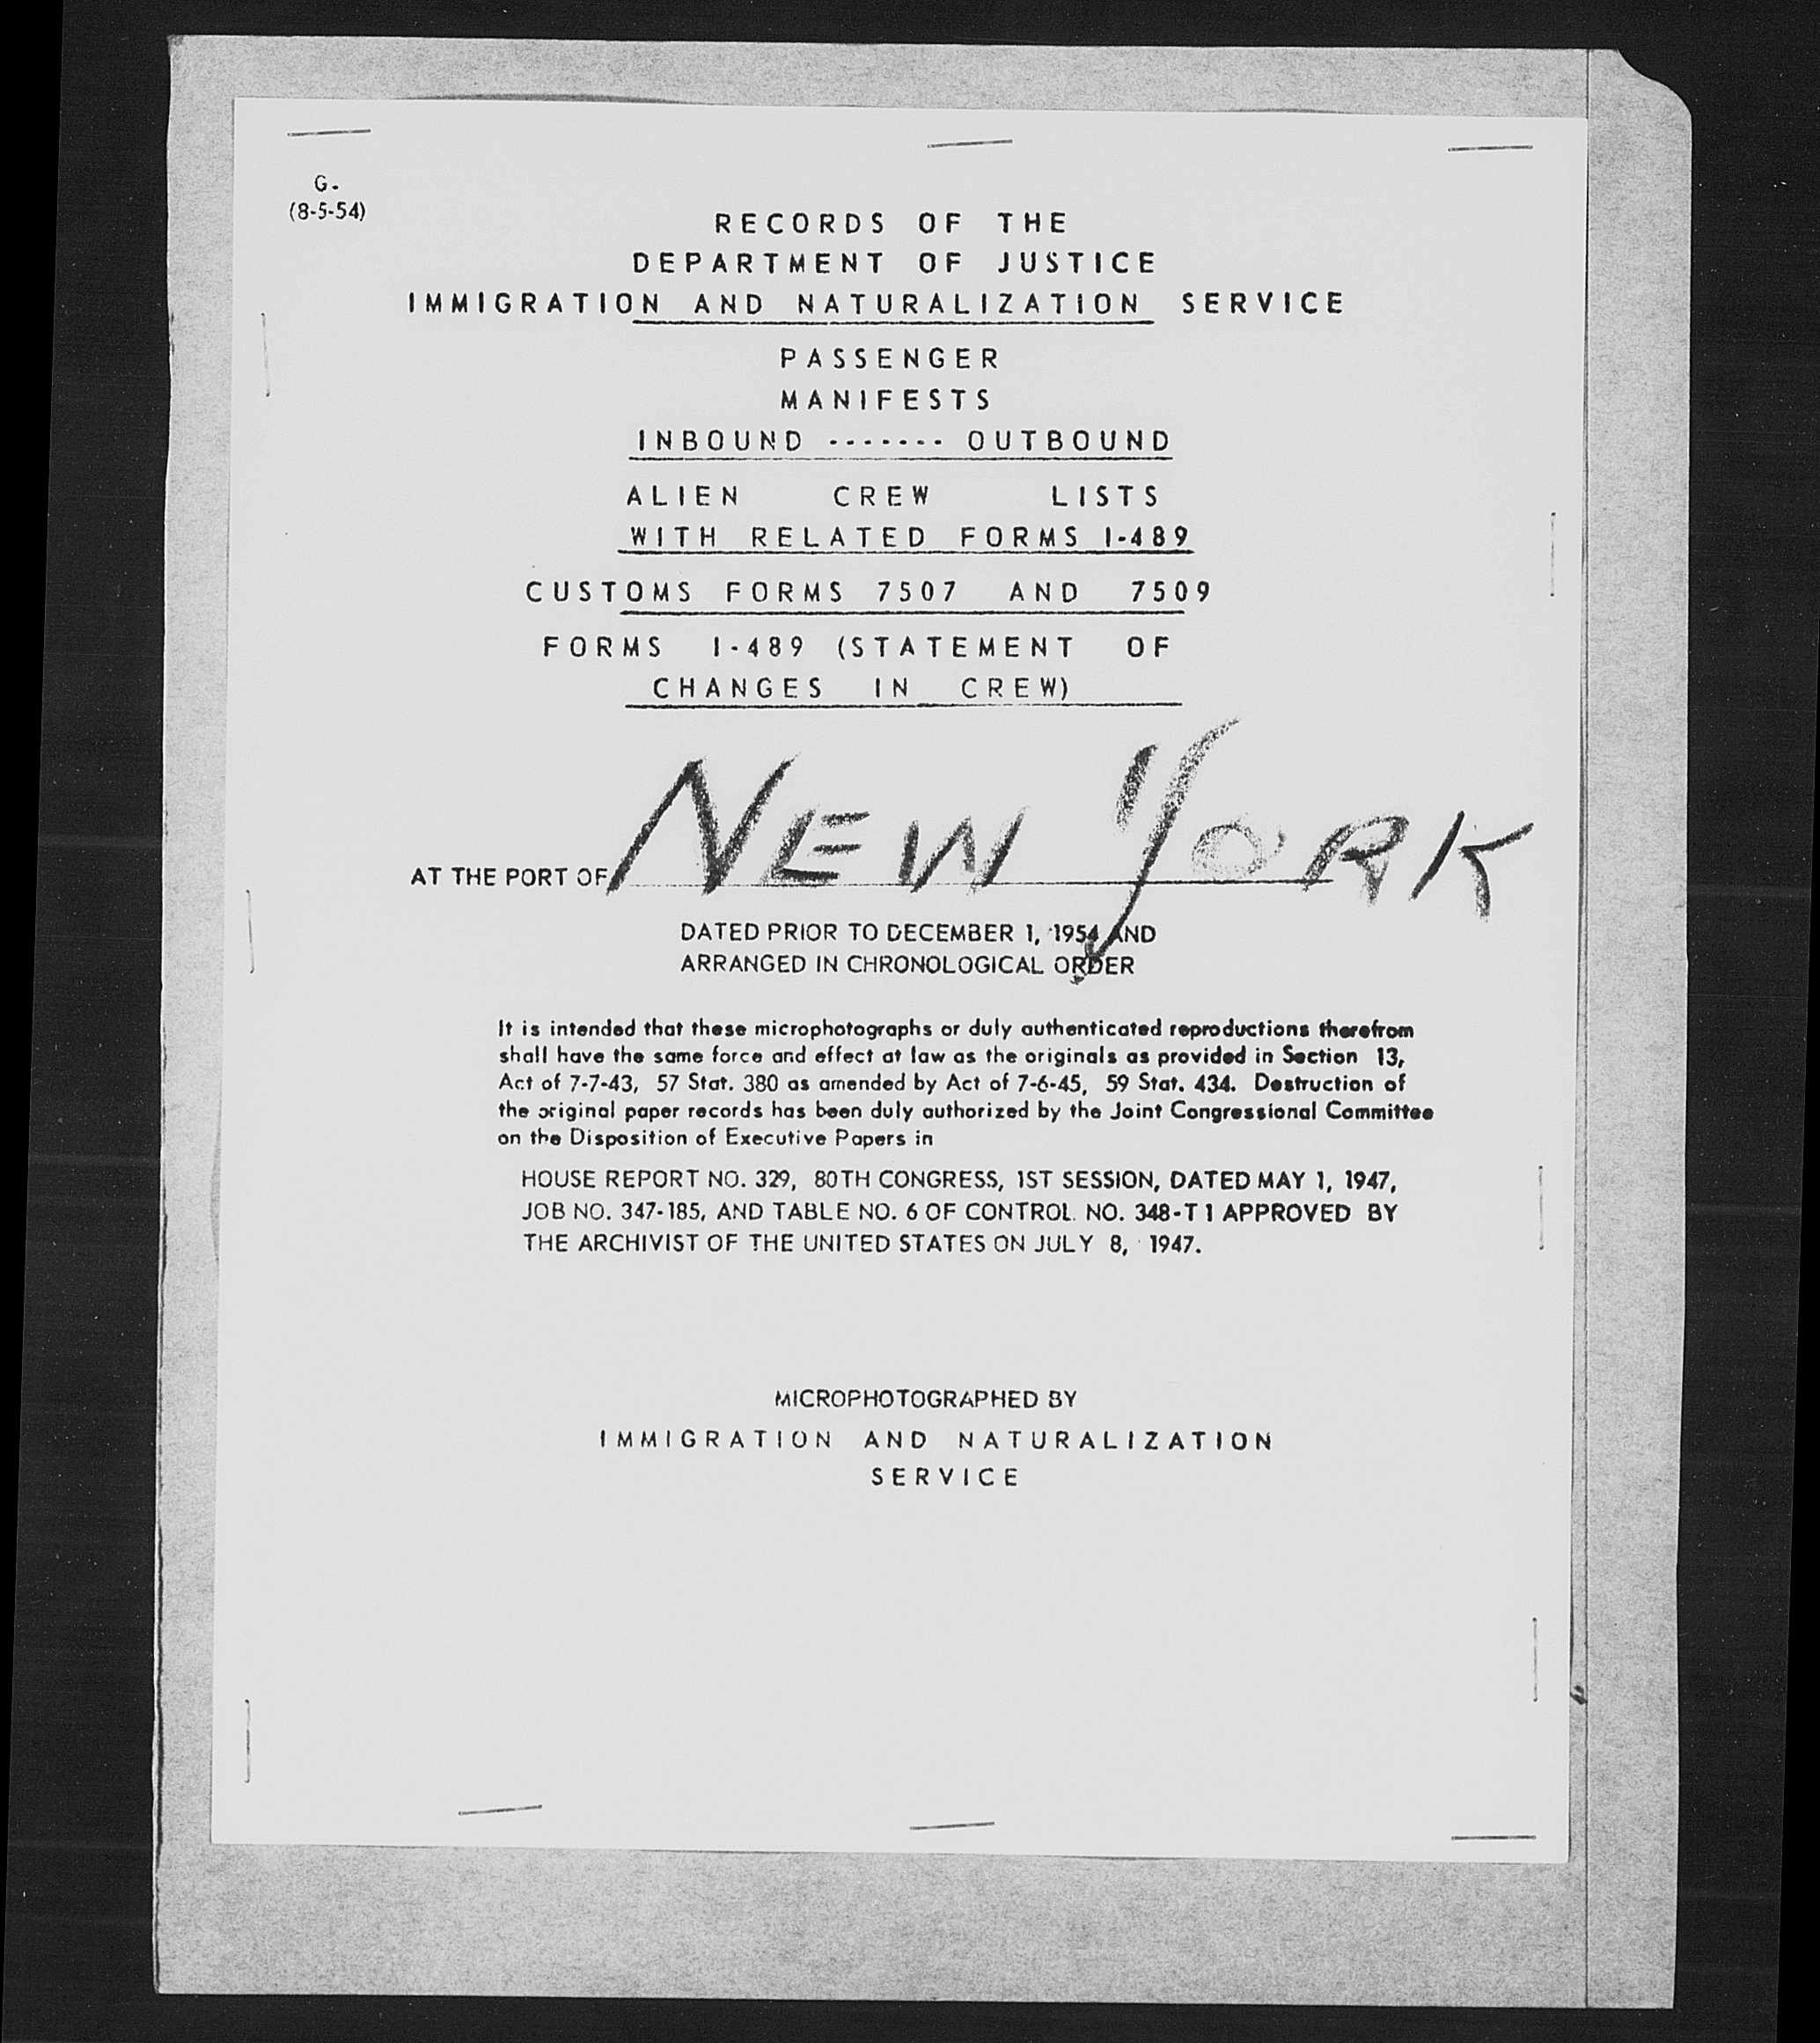 G.
(8-5-54)
RECORDS OF THE
DEPARTMENT OF JUSTICE
IMMIGRATION AND NATURALIZATION SERVICE
PASSENGER
MANIFESTS
INBOUND ------- OUTBOUND
ALIEN CREW LISTS
WITH RELATED FORMS I-489
CUSTOMS FORMS 7507 AND 7509
FORMS I-489 (STATEMENT OF
CHANGES IN CREW)
AT THE PORT OF NEW YORK
DATED PRIOR TO DECEMBER 1, 1954 AND
ARRANGED IN CHRONOLOGICAL ORDER
It is intended that these microphotographs or duly authenticated reproductions therefrom
shall have the same force and effect at law as the originals as provided in Section 13,
Act of 7-7-43, 57 Stat. 380 as amended by Act of 7-6-45, 59 Stat. 434. Destruction of
the original paper records has been duly authorized by the Joint Congressional Committee
on the Disposition of Executive Papers in
HOUSE REPORT NO. 329, 80TH CONGRESS, 1ST SESSION, DATED MAY 1, 1947,
JOB NO. 347-185, AND TABLE NO. 6 OF CONTROL NO. 348-T1 APPROVED BY
THE ARCHIVIST OF THE UNITED STATES ON JULY 8, 1947.
MICROPHOTOGRAPHED BY
IMMIGRATION AND NATURALIZATION
SERVICE